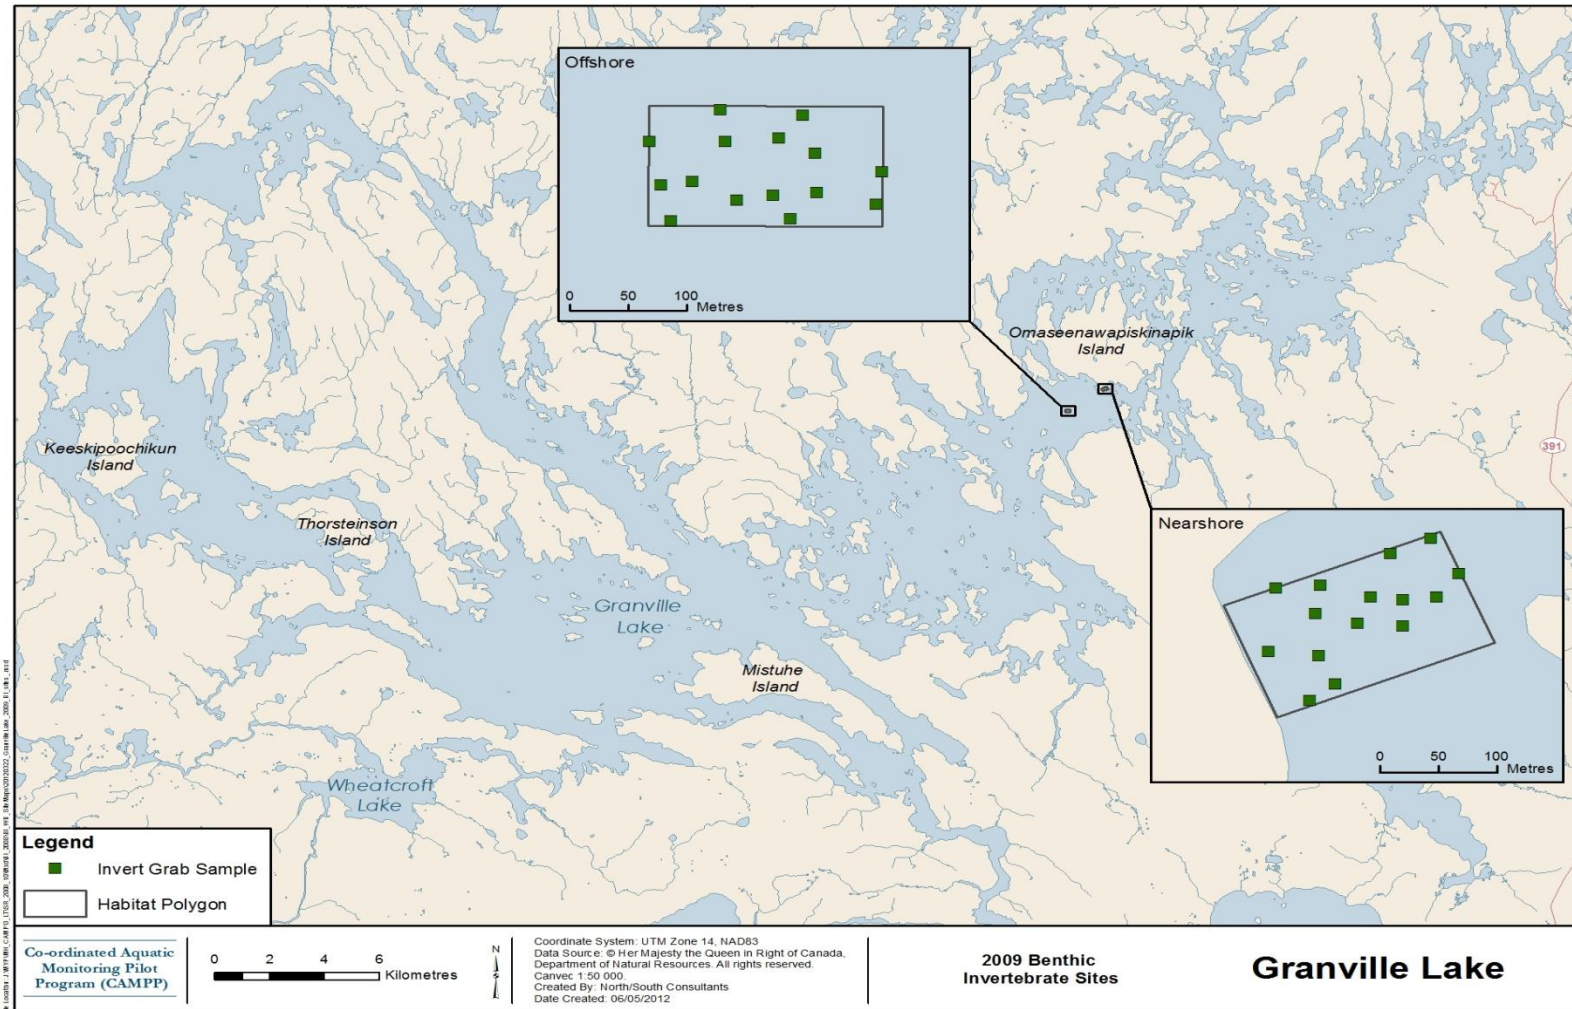 Offshore
0 50 100
Metres
Omaseenawapiskinapik
Island
391
Keeskipoochikun
Island
Thorsteinson
Island
Nearshore
Granville
Lake
Mistuhe
Island
0 50 100
Metres
Wheatcroft
Lake
Legend
Invert Grab Sample
Habitat Polygon
Co-ordinated Aquatic
Monitoring Pilot
Program (CAMPP)
0 2 4 6
Kilometres
N
Coordinate System: UTM Zone 14, NAD83
Data Source: © Her Majesty the Queen in Right of Canada,
Department of Natural Resources. All rights reserved.
Canvec 1:50 000.
Created By: North/South Consultants
Date Created: 06/05/2012
2009 Benthic
Invertebrate Sites
Granville Lake